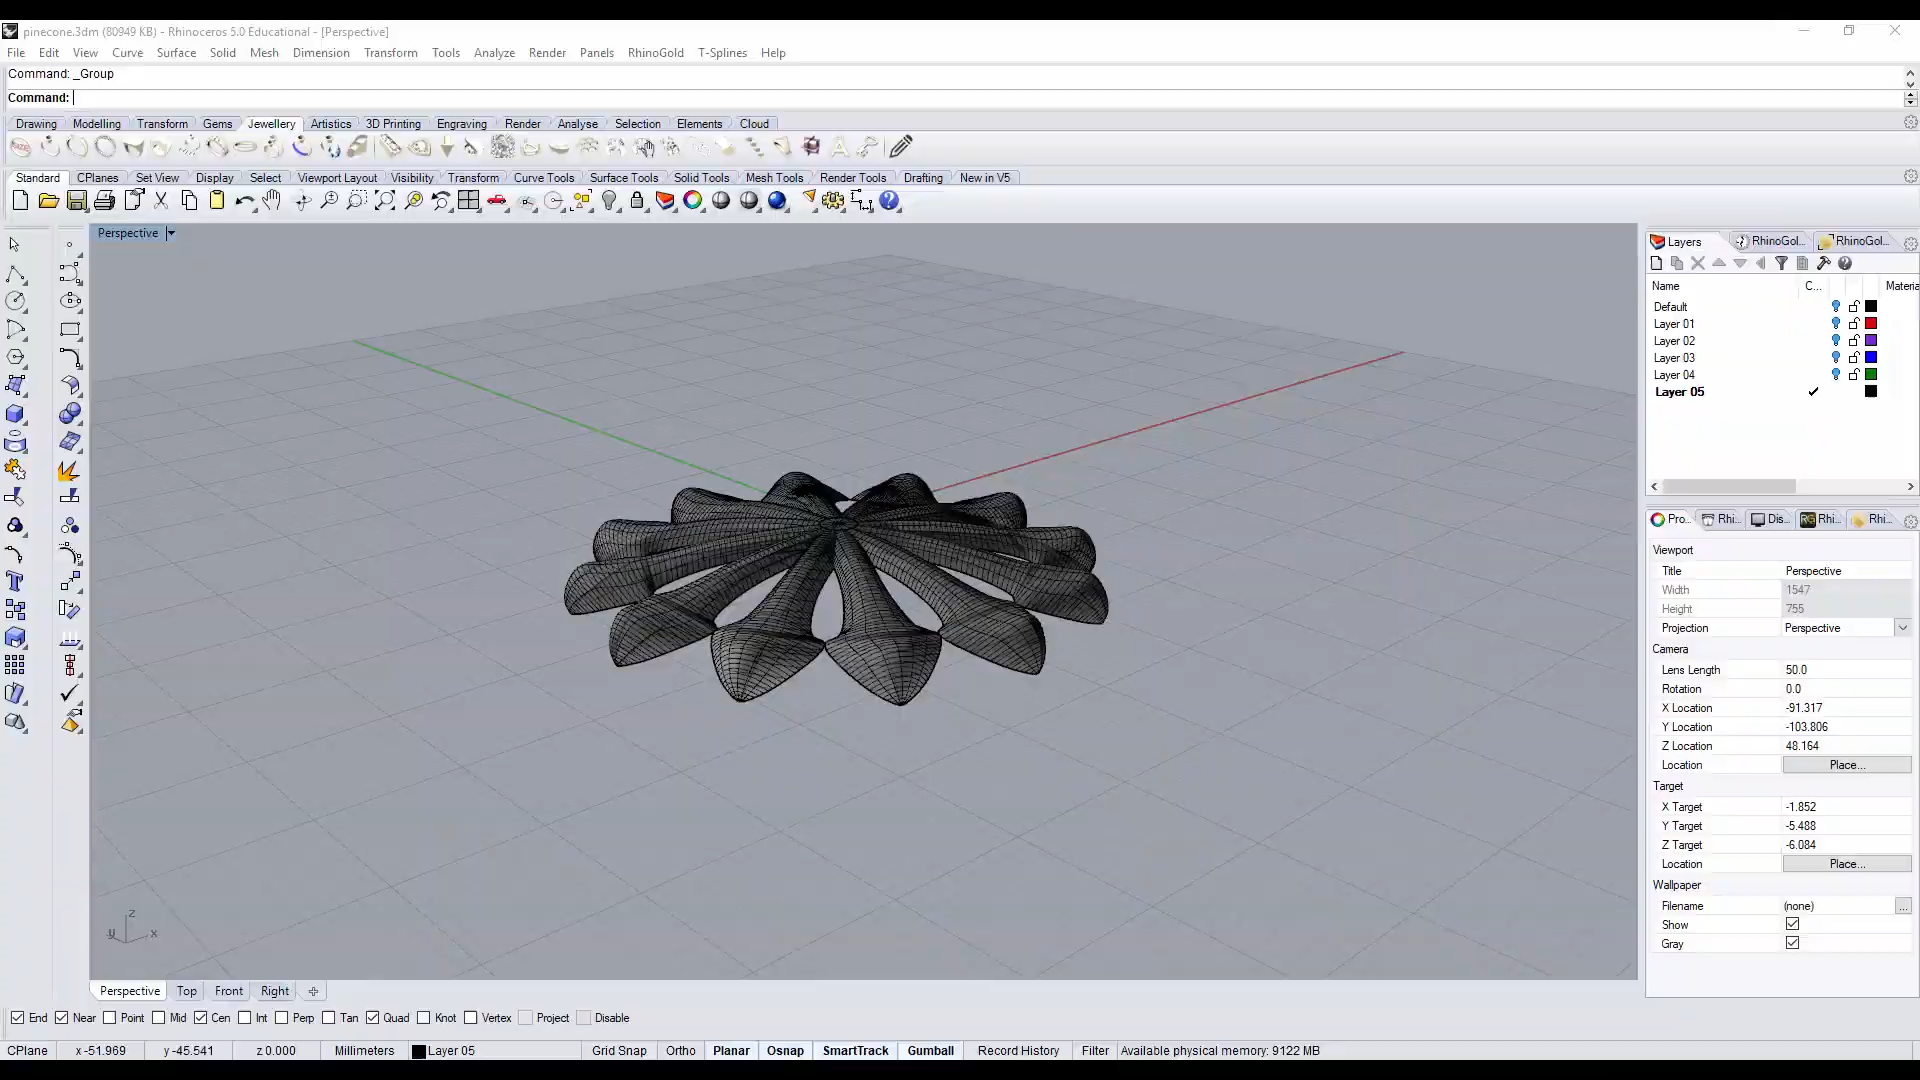 pinecone.3dm (80949 KB) - Rhinoceros 5.0 Educational - [Perspective]
File Edit View Curve Surface Solid Mesh Dimension Transform Tools Analyze Render Panels RhinoGold T-Splines Help
Command: _Group
Command:
Drawing Modelling Transform Gems Jewellery Artistics 3D Printing Engraving Render Analyse Selection Elements Cloud
Standard CPlanes Set View Display Select Viewport Layout Visibility Transform Curve Tools Surface Tools Solid Tools Mesh Tools Render Tools Drafting New in V5
Perspective
Layers RhinoGol... RhinoGol...
Name C... Materia
Default
Layer 01
Layer 02
Layer 03
Layer 04
Layer 05
Pro... Rhi... Dis... Rhi... Rhi...
Viewport
Title Perspective
Width 1547
Height 755
Projection Perspective
Camera
Lens Length 50.0
Rotation 0.0
X Location -91.317
Y Location -103.806
Z Location 48.164
Location Place...
Target
X Target -1.852
Y Target -5.488
Z Target -6.084
Location Place...
Wallpaper
Filename (none) ...
Show
Gray
z
y x
Perspective Top Front Right
End Near Point Mid Cen Int Perp Tan Quad Knot Vertex Project Disable
CPlane x -51.969 y -45.541 z 0.000 Millimeters Layer 05 Grid Snap Ortho Planar Osnap SmartTrack Gumball Record History Filter Available physical memory: 9122 MB